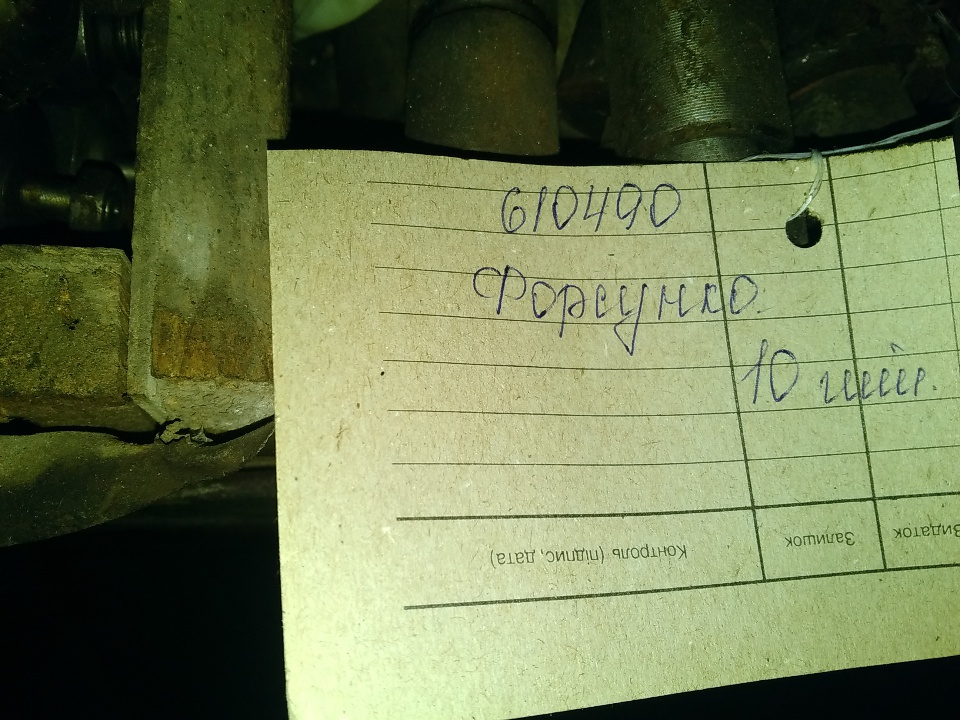 610490
Форсунка
10 шт.
Контроль (підпис, дата) Залишок Видаток